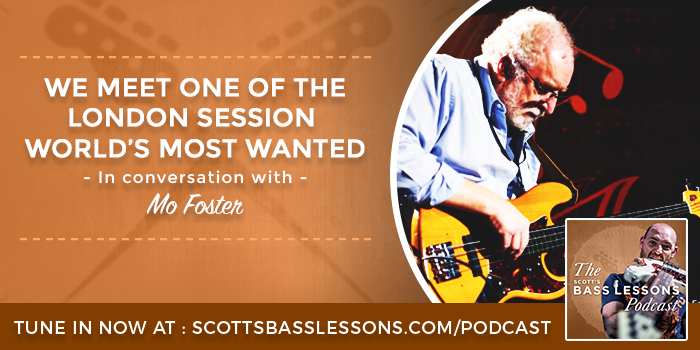 WE MEET ONE OF THE
LONDON SESSION
WORLD'S MOST WANTED
- In conversation with -
Mo Foster
The
SCOTT'S
BASS LESSONS
Podcast
TUNE IN NOW AT : SCOTTSBASSLESSONS.COM/PODCAST